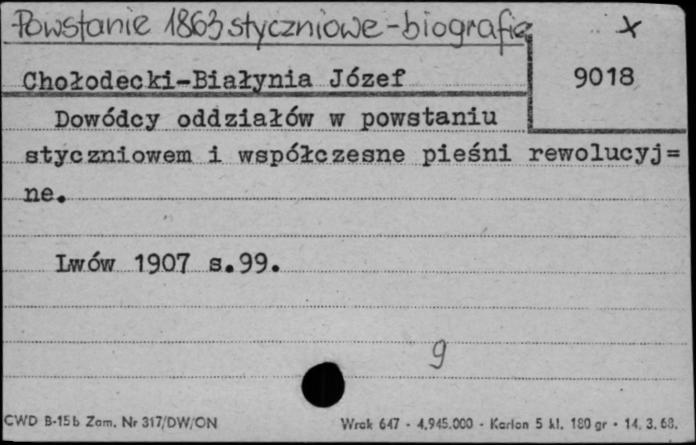 Powstanie 1863 styczniowe - biografie
x
Chołodecki-Białynia Józef
9018
Dowódcy oddziałów w powstaniu
styczniowem i współczesne pieśni rewolucyj=
ne.
Lwów 1907 s.99.
g
CWD B-15b Zam. Nr 317/DW/ON
Wrak 647 - 4.945.000 - Karton 5 kl. 180 gr - 14. 3. 68.